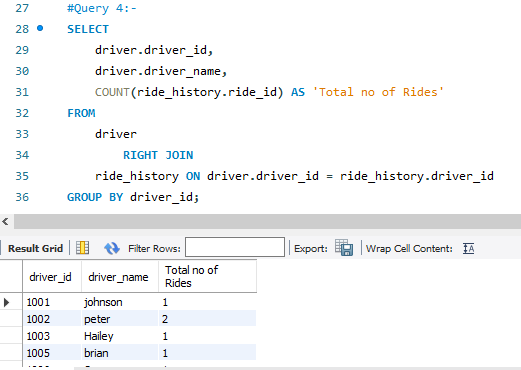 27 #Query 4:-
28 SELECT
29 driver.driver_id,
30 driver.driver_name,
31 COUNT(ride_history.ride_id) AS 'Total no of Rides'
32 FROM
33 driver
34 RIGHT JOIN
35 ride_history ON driver.driver_id = ride_history.driver_id
36 GROUP BY driver_id;
Result Grid Filter Rows: Export: Wrap Cell Content:
driver_id driver_name Total no of
Rides
1001 johnson 1
1002 peter 2
1003 Hailey 1
1005 brian 1